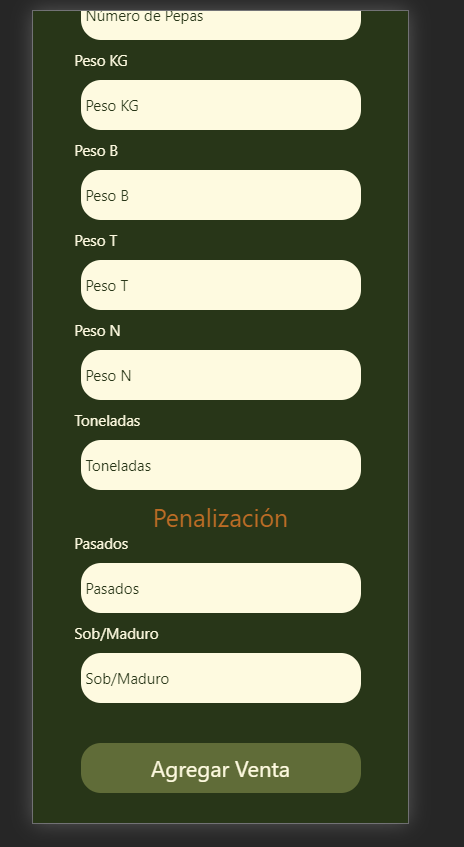 Número de Pepas
Peso KG
Peso KG
Peso B
Peso B
Peso T
Peso T
Peso N
Peso N
Toneladas
Toneladas
Penalización
Pasados
Pasados
Sob/Maduro
Sob/Maduro
Agregar Venta